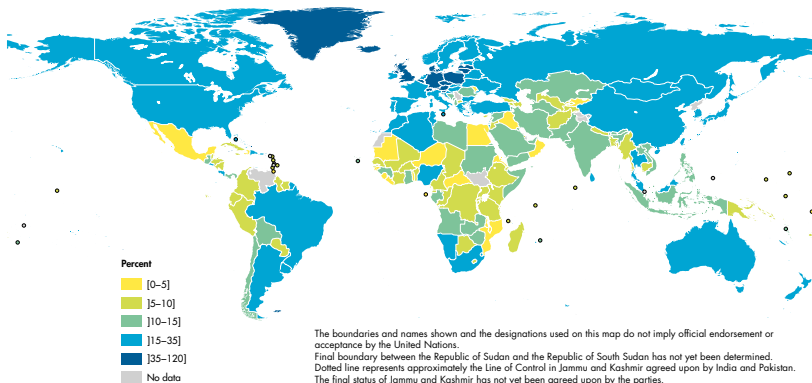 Percent
[0–5]
]5–10]
]10–15]
]15–35]
]35–120]
No data
The boundaries and names shown and the designations used on this map do not imply official endorsement or
acceptance by the United Nations.
Final boundary between the Republic of Sudan and the Republic of South Sudan has not yet been determined.
Dotted line represents approximately the Line of Control in Jammu and Kashmir agreed upon by India and Pakistan.
The final status of Jammu and Kashmir has not yet been agreed upon by the parties.